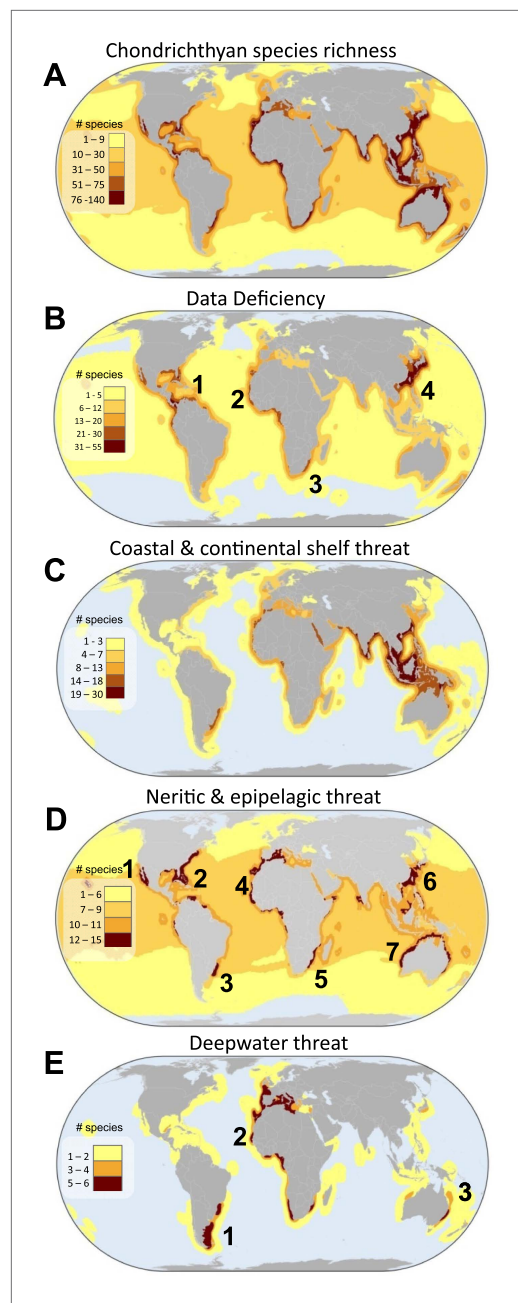 Chondrichthyan species richness
A
# species
1 – 9
10 – 30
31 – 50
51 – 75
76 -140
Data Deficiency
B
# species
1 - 5
6 – 12
13 – 20
21 - 30
31 – 55
1
2
3
4
Coastal & continental shelf threat
C
# species
1 - 3
4 – 7
8 – 13
14 – 18
19 – 30
Neritic & epipelagic threat
D
# species
1 – 6
7 – 9
10 – 11
12 – 15
1
2
3
4
5
6
7
Deepwater threat
E
# species
1 – 2
3 – 4
5 – 6
1
2
3